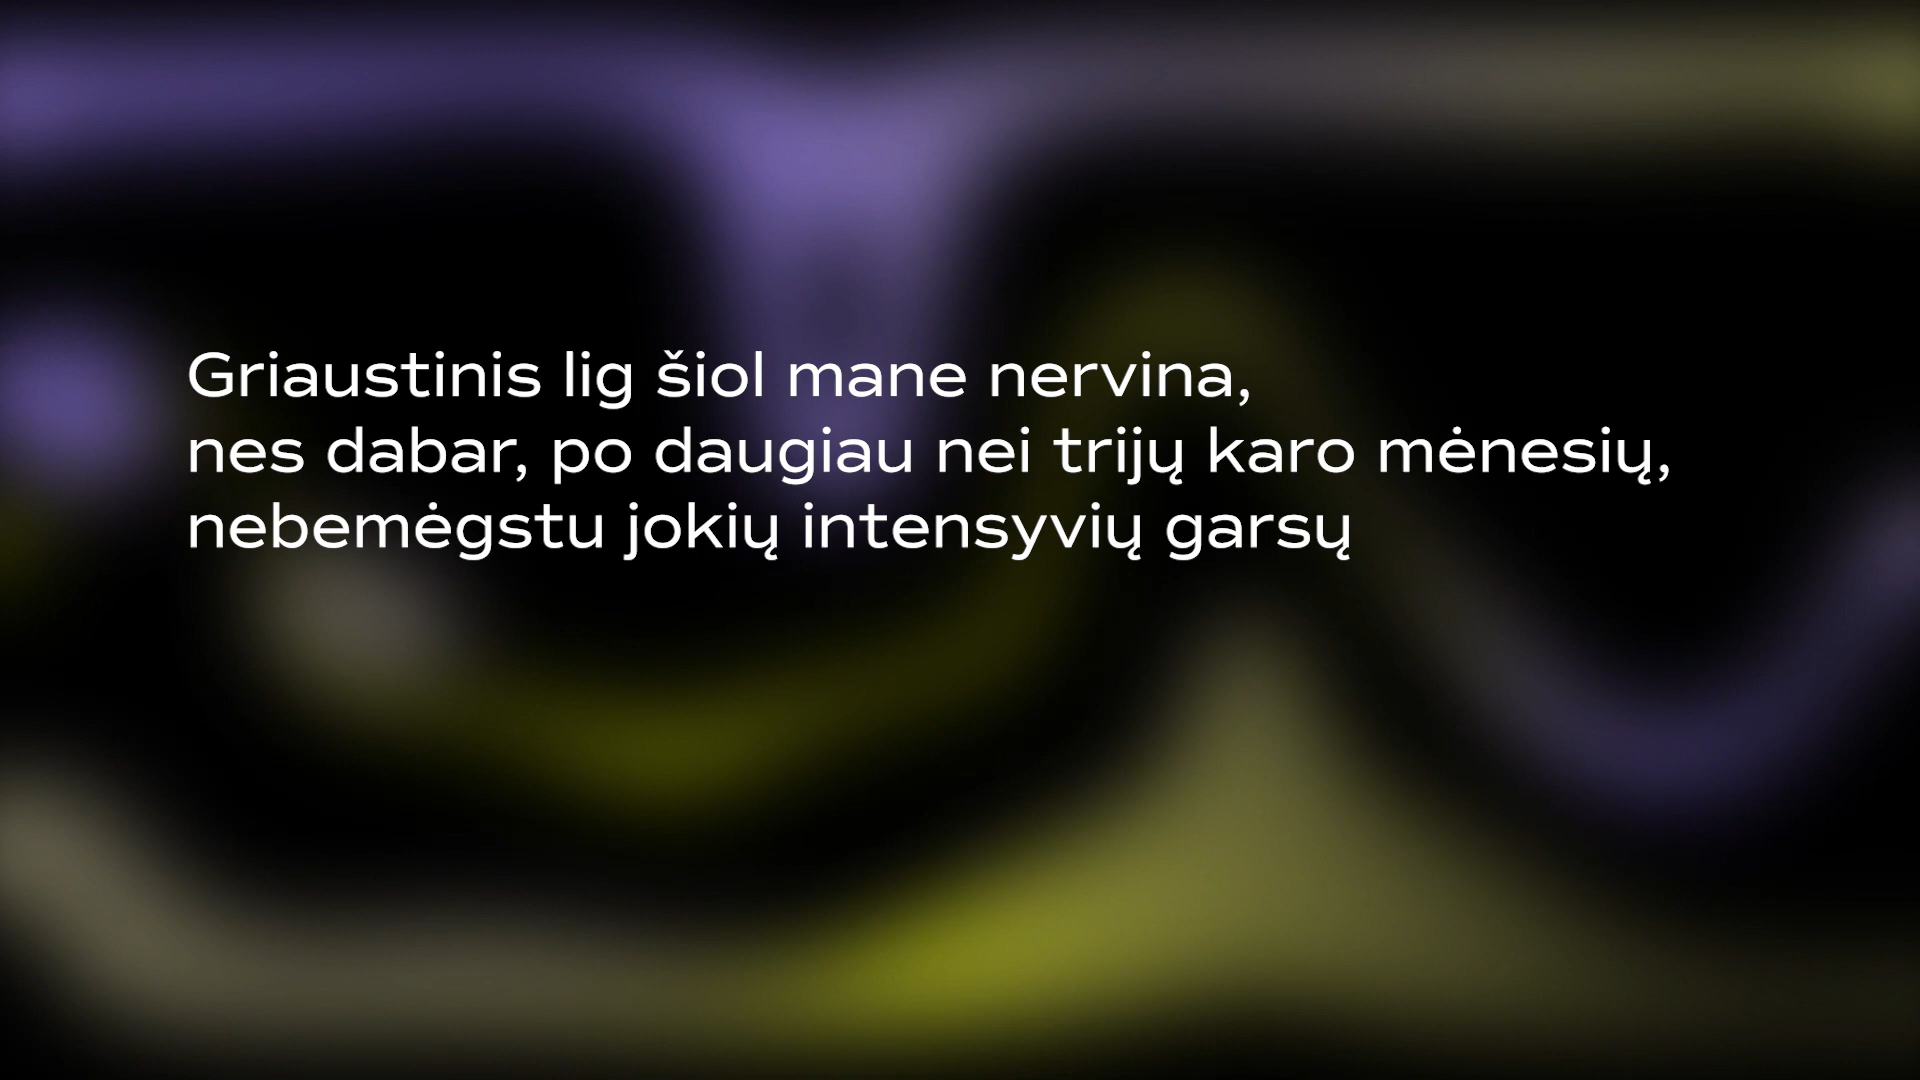 Griaustinis lig šiol mane nervina,
nes dabar, po daugiau nei trijų karo mėnesių,
nebemėgstu jokių intensyvių garsų